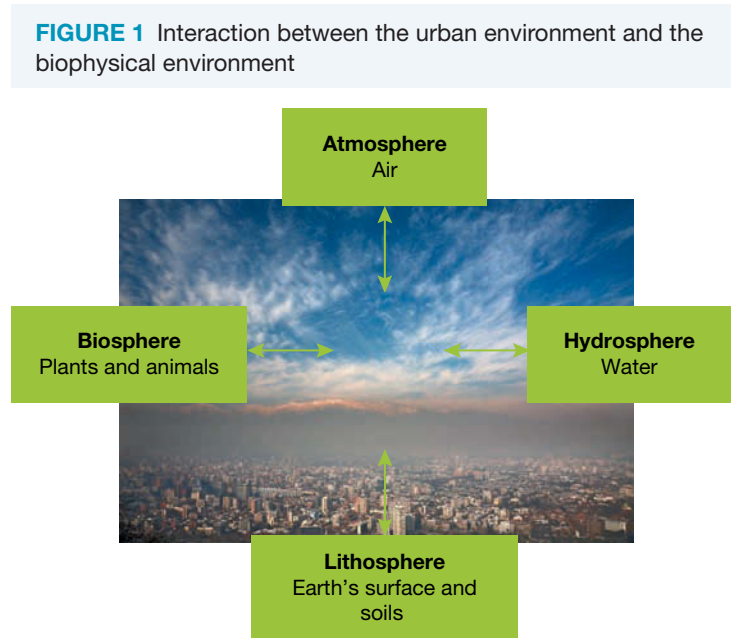 FIGURE 1 Interaction between the urban environment and the
biophysical environment
Atmosphere
Air
Biosphere
Plants and animals
Hydrosphere
Water
Lithosphere
Earth's surface and
soils